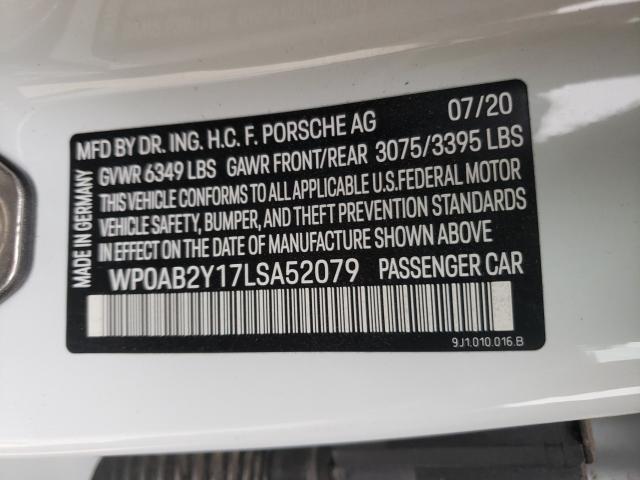 MFD BY DR. ING. H.C. F. PORSCHE AG 07/20
GVWR 6349 LBS GAWR FRONT/REAR 3075/3395 LBS
THIS VEHICLE CONFORMS TO ALL APPLICABLE U.S.FEDERAL MOTOR
VEHICLE SAFETY, BUMPER, AND THEFT PREVENTION STANDARDS
IN EFFECT ON THE DATE OF MANUFACTURE SHOWN ABOVE
WP0AB2Y17LSA52079 PASSENGER CAR
9J1.010.016.B
MADE IN GERMANY